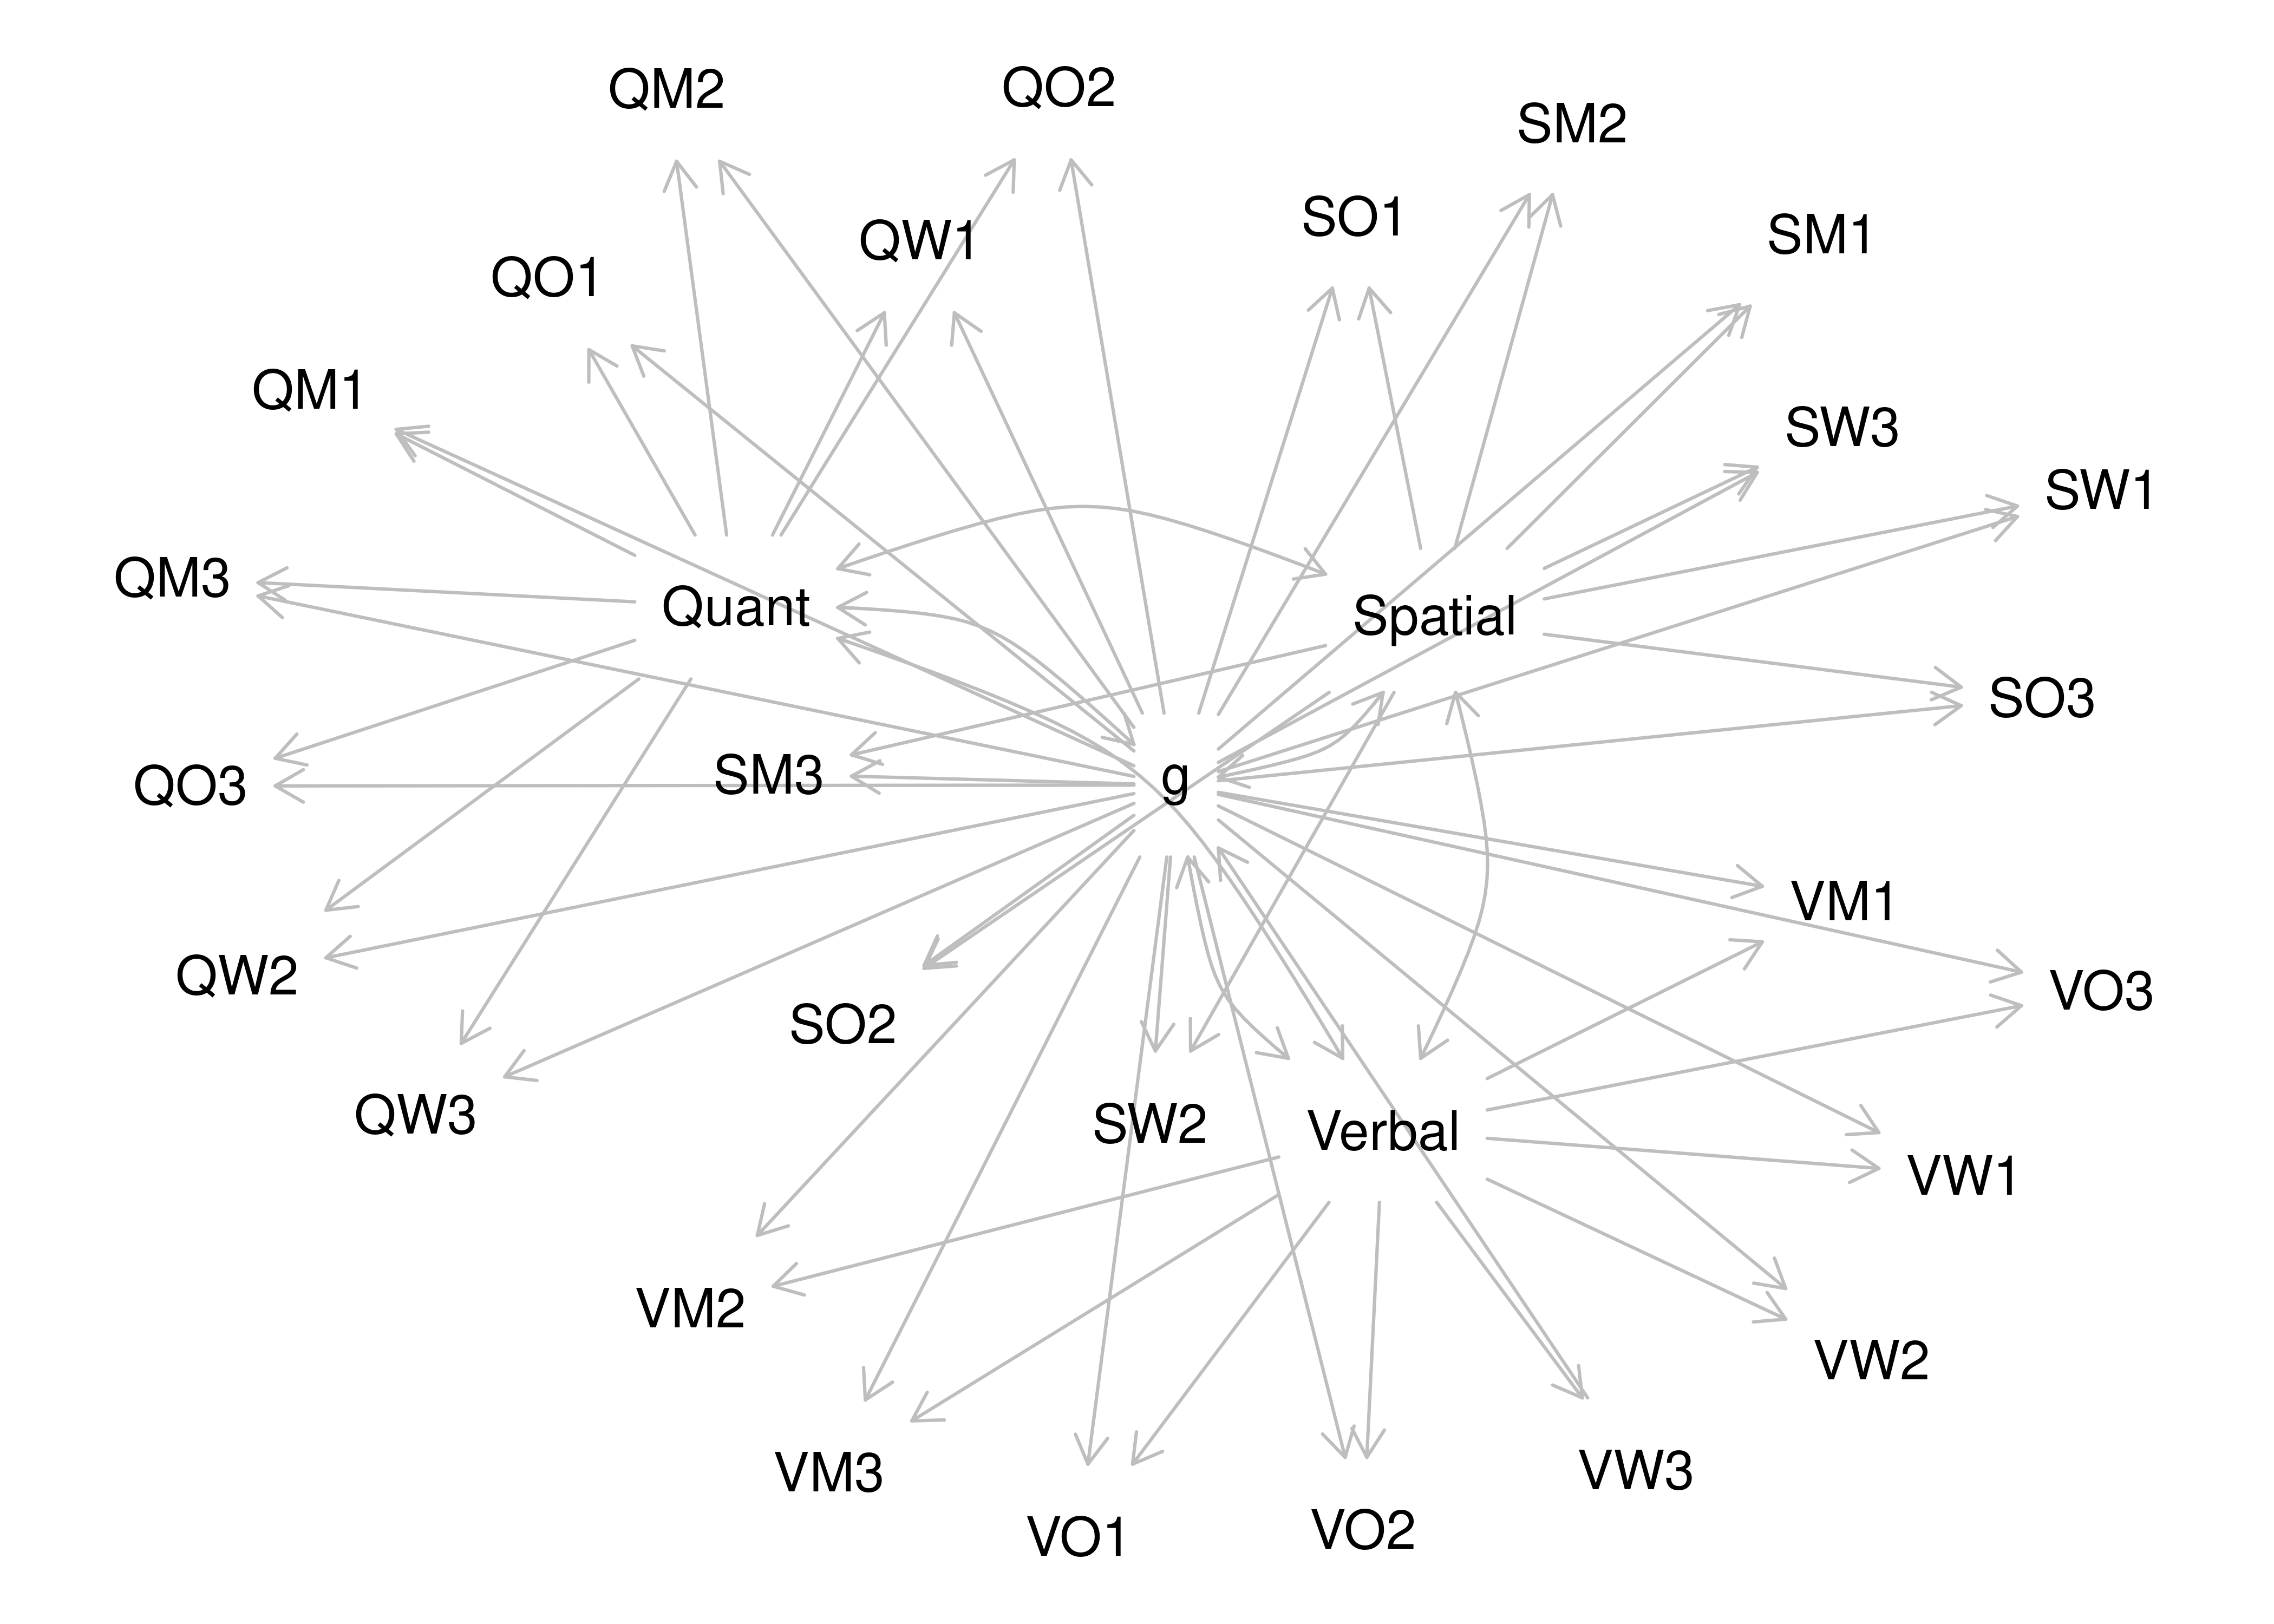 QM2
QO2
SM2
SO1
SM1
QW1
QO1
QM1
SW3
SW1
QM3
Quant
Spatial
SO3
SM3
g
QO3
VM1
QW2
VO3
SO2
QW3
SW2
Verbal
VW1
VM2
VW2
VM3
VW3
VO1
VO2